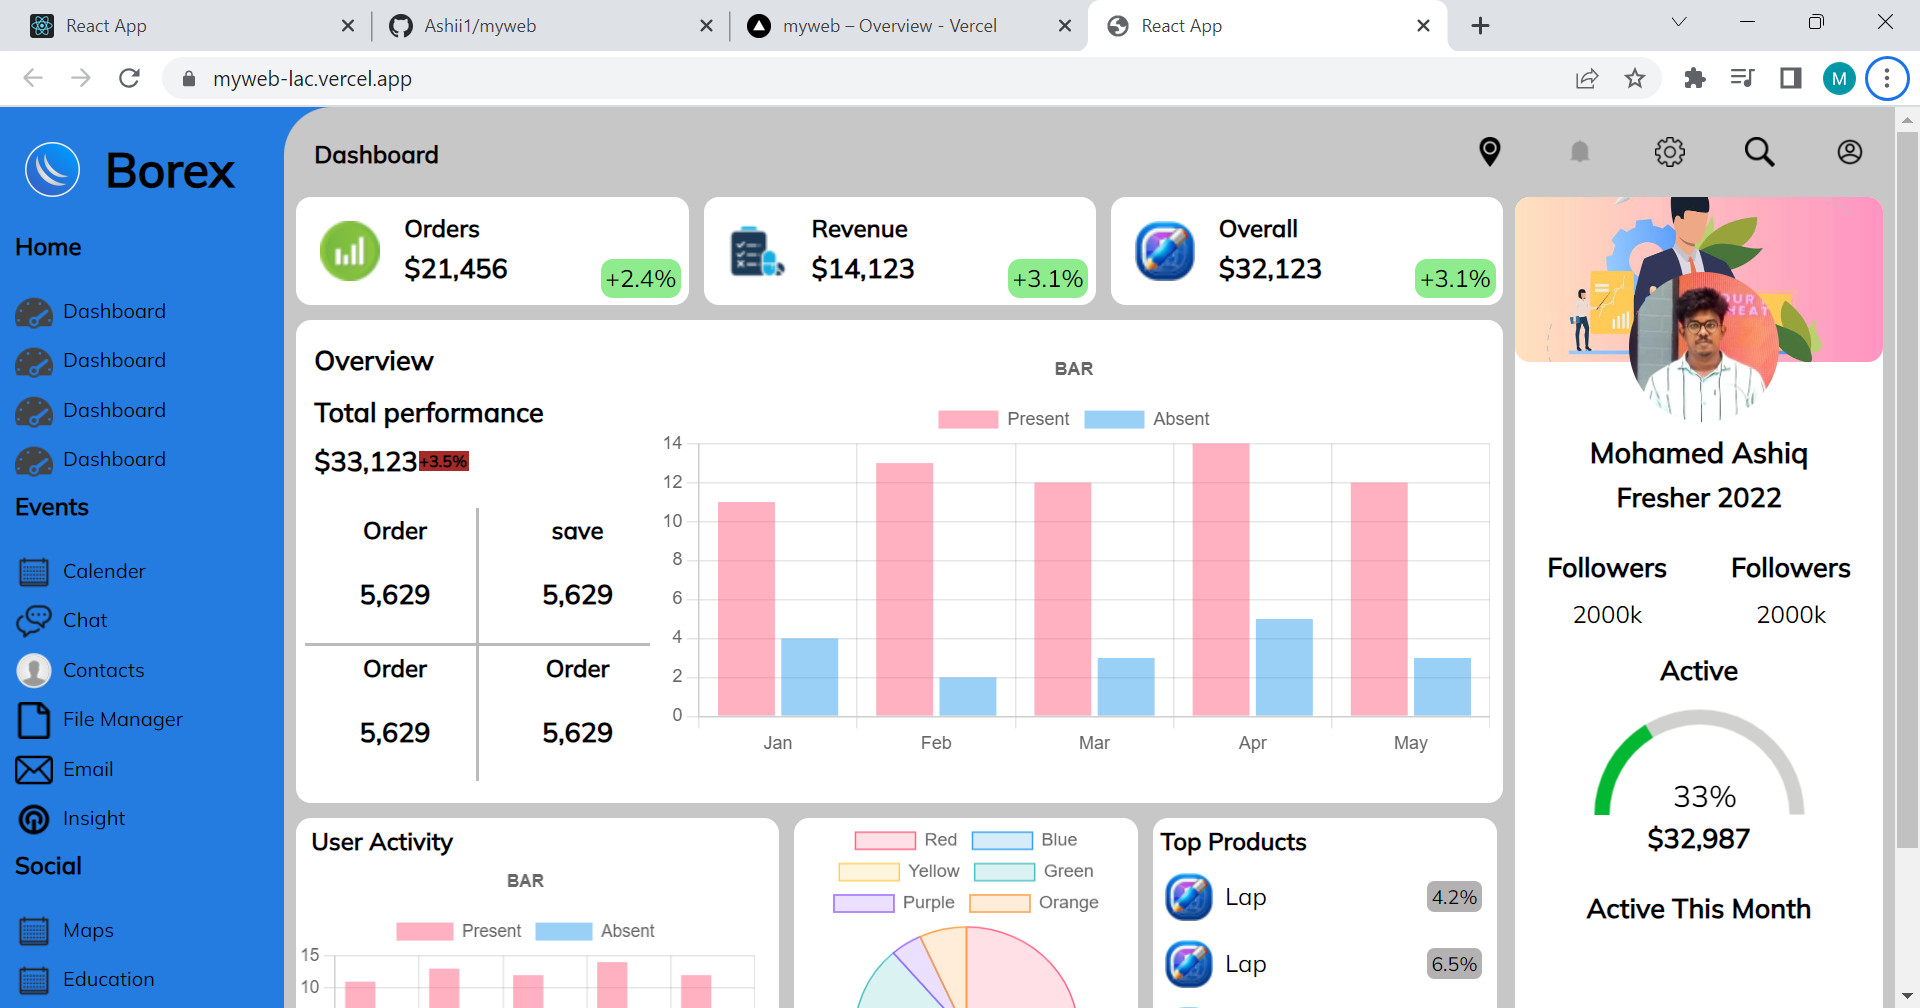 React App
Ashii1/myweb
myweb – Overview - Vercel
React App
myweb-lac.vercel.app
M
Borex
Home
Dashboard
Dashboard
Dashboard
Dashboard
Events
Calender
Chat
Contacts
File Manager
Email
Insight
Social
Maps
Education
Dashboard
Orders
$21,456
+2.4%
Revenue
$14,123
+3.1%
Overall
$32,123
+3.1%
Overview
Total performance
$33,123+3.5%
Order save
5,629 5,629
Order Order
5,629 5,629
BAR
Present Absent
14
12
10
8
6
4
2
0
Jan Feb Mar Apr May
User Activity
BAR
Present Absent
15
10
Red Blue
Yellow Green
Purple Orange
Top Products
Lap 4.2%
Lap 6.5%
Mohamed Ashiq
Fresher 2022
Followers Followers
2000k 2000k
Active
33%
$32,987
Active This Month